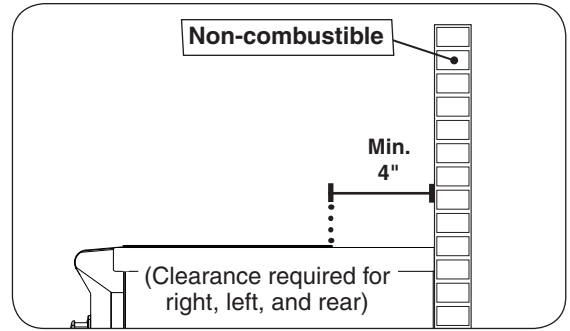 Non-combustible
Min.
4"
(Clearance required for
right, left, and rear)